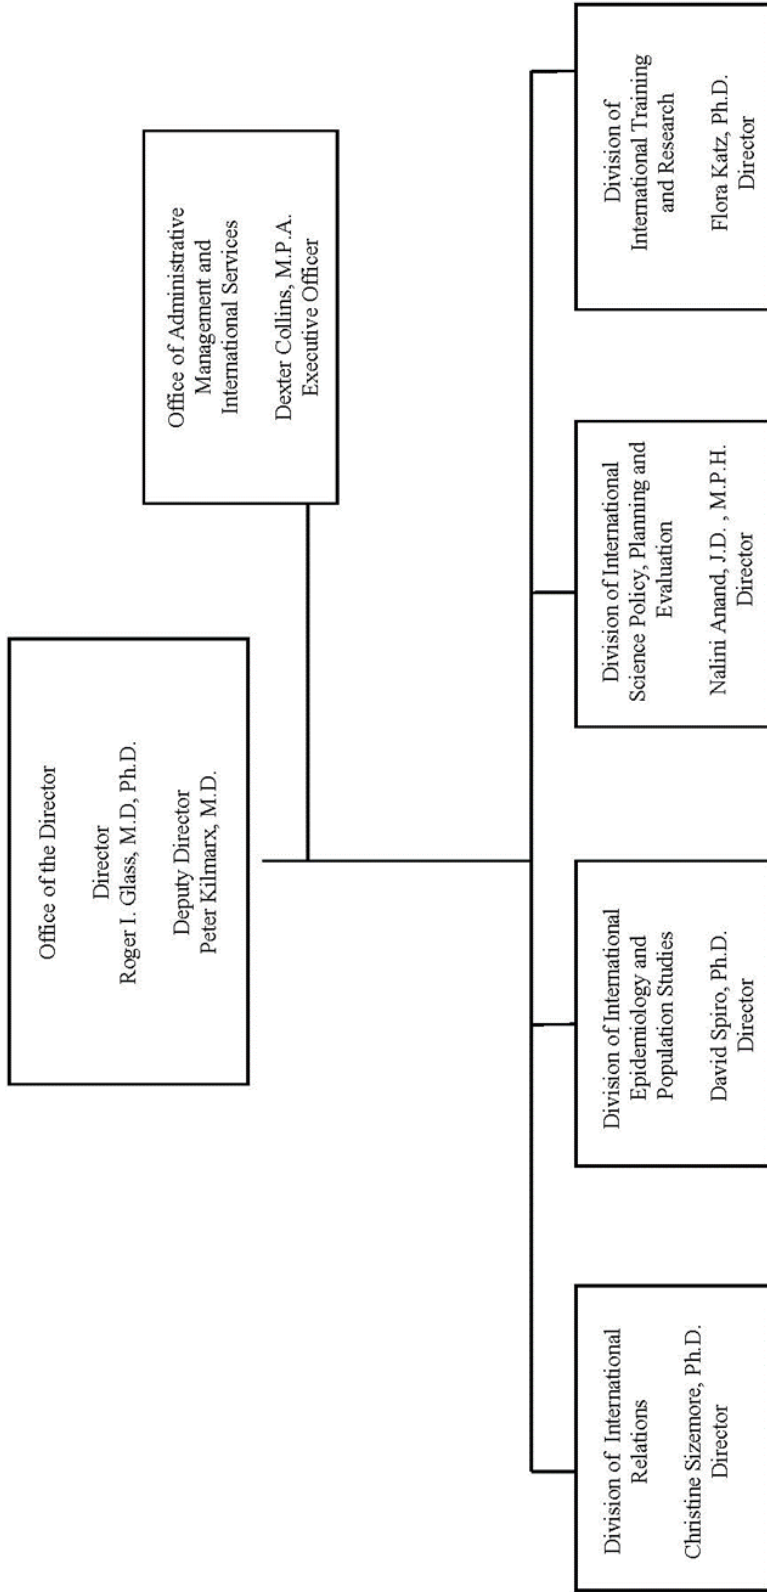 Office of the Director
Director
Roger I. Glass, M.D, Ph.D.
Deputy Director
Peter Kilmarx, M.D.
Office of Administrative
Management and
International Services
Dexter Collins, M.P.A.
Executive Officer
Division of  International
Relations
Christine Sizemore, Ph.D.
Director
Division of International
Epidemiology and
Population Studies
David Spiro, Ph.D.
Director
Division of International
Science Policy, Planning and
Evaluation
Nalini Anand, J.D. , M.P.H.
Director
Division of
International Training
and Research
Flora Katz, Ph.D.
Director